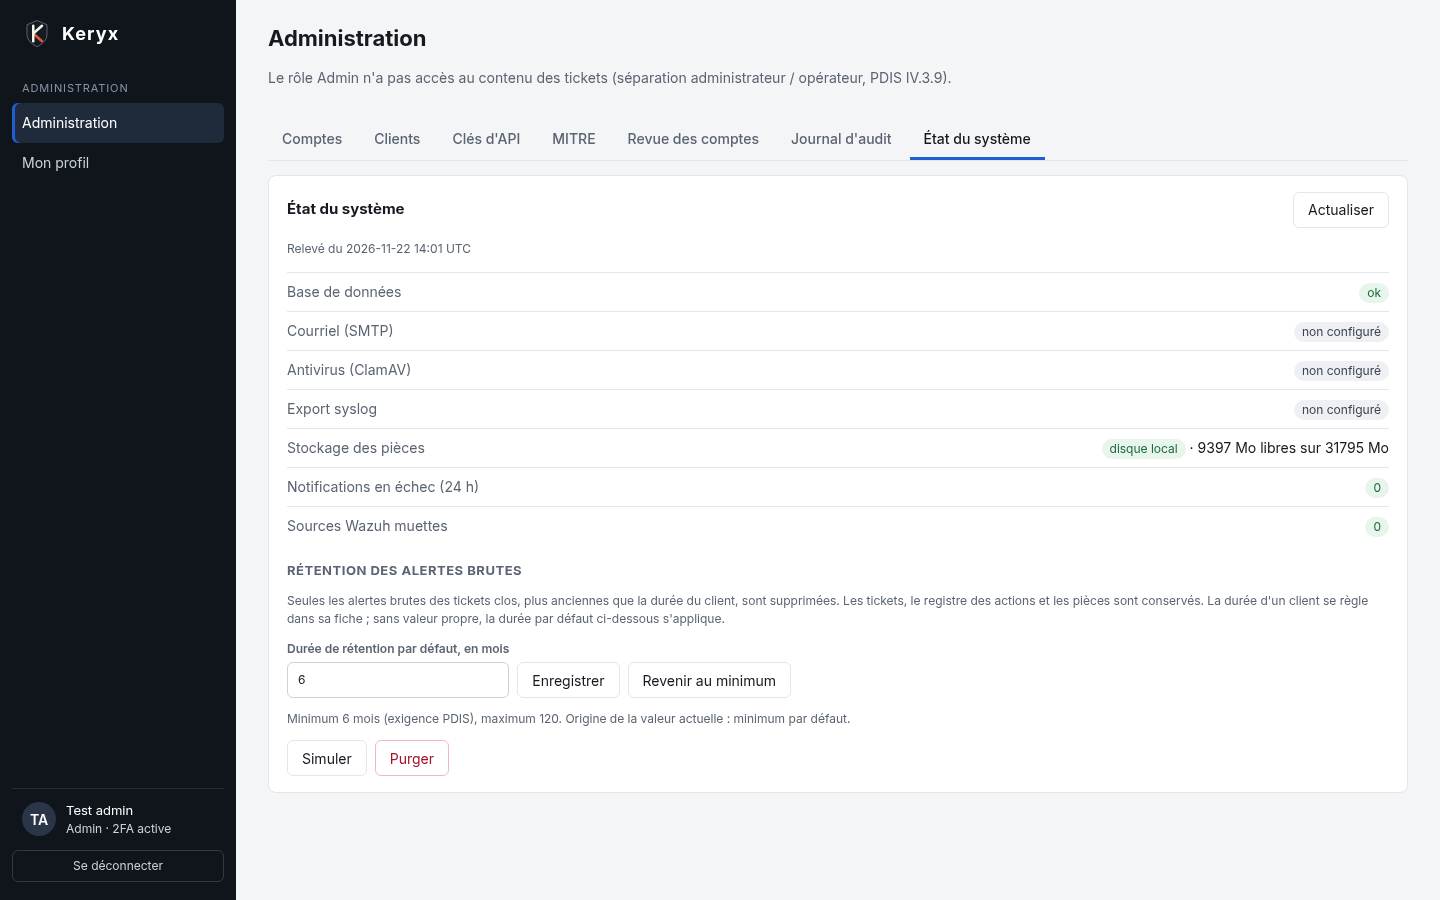 Keryx
ADMINISTRATION
Administration
Mon profil
Administration
Le rôle Admin n'a pas accès au contenu des tickets (séparation administrateur / opérateur, PDIS IV.3.9).
Comptes Clients Clés d'API MITRE Revue des comptes Journal d'audit État du système
État du système
Actualiser
Relevé du 2026-11-22 14:01 UTC
Base de données ok
Courriel (SMTP) non configuré
Antivirus (ClamAV) non configuré
Export syslog non configuré
Stockage des pièces disque local · 9397 Mo libres sur 31795 Mo
Notifications en échec (24 h) 0
Sources Wazuh muettes 0
RÉTENTION DES ALERTES BRUTES
Seules les alertes brutes des tickets clos, plus anciennes que la durée du client, sont supprimées. Les tickets, le registre des actions et les pièces sont conservés. La durée d'un client se règle
dans sa fiche ; sans valeur propre, la durée par défaut ci-dessous s'applique.
Durée de rétention par défaut, en mois
6 Enregistrer Revenir au minimum
Minimum 6 mois (exigence PDIS), maximum 120. Origine de la valeur actuelle : minimum par défaut.
Simuler Purger
TA
Test admin
Admin · 2FA active
Se déconnecter